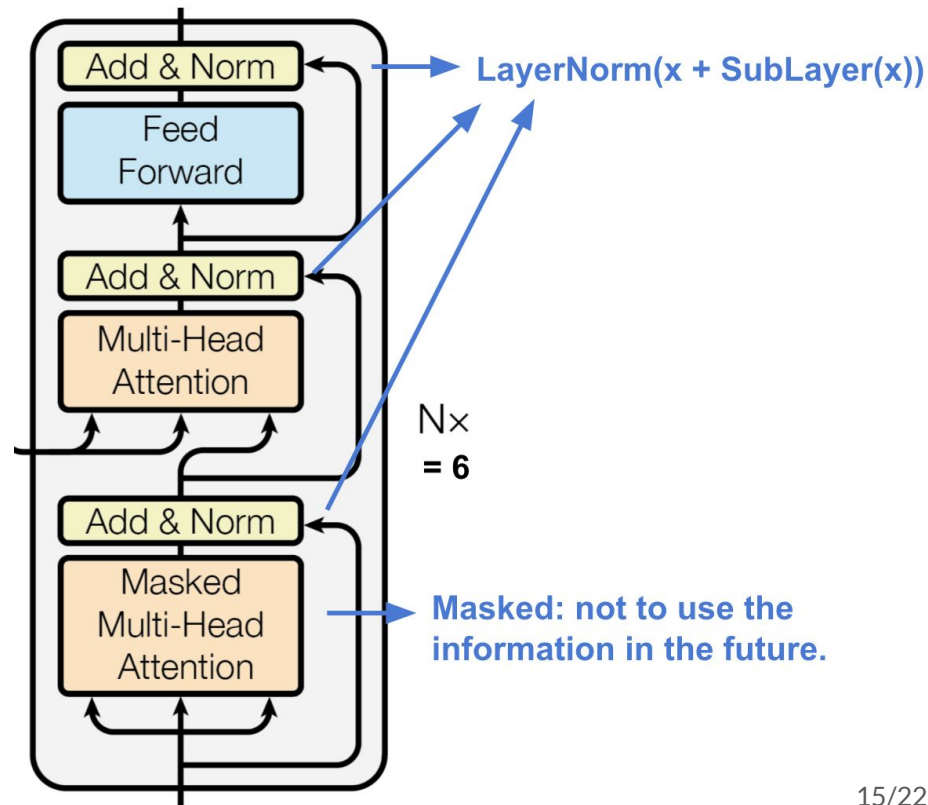 Add & Norm
LayerNorm(x + SubLayer(x))
Feed
Forward
Add & Norm
Multi-Head
Attention
N×
= 6
Add & Norm
Masked
Multi-Head
Attention
Masked: not to use the
information in the future.
15/22